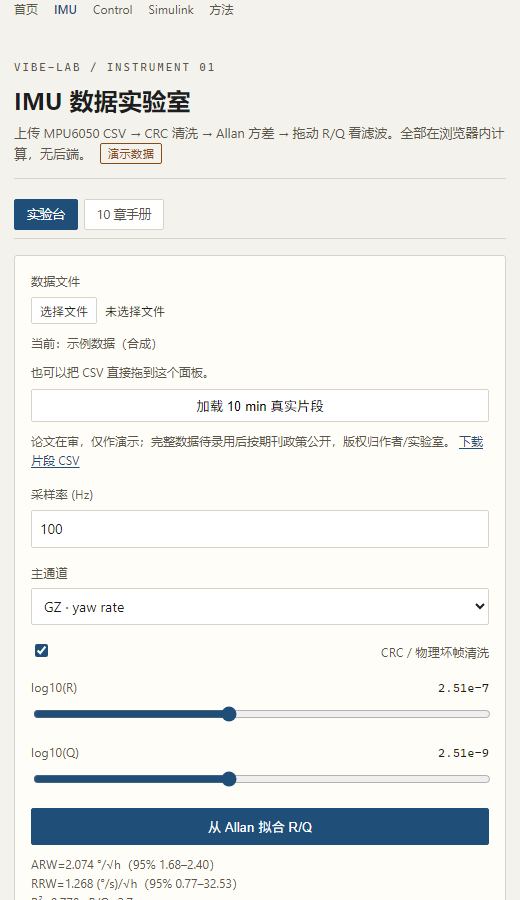 首页 IMU Control Simulink 方法
VIBE-LAB / INSTRUMENT 01
IMU 数据实验室
上传 MPU6050 CSV → CRC 清洗 → Allan 方差 → 拖动 R/Q 看滤波。全部在浏览器内计
算，无后端。 演示数据
实验台 10 章手册
数据文件
选择文件 未选择文件
当前：示例数据（合成）
也可以把 CSV 直接拖到这个面板。
加载 10 min 真实片段
论文在审，仅作演示；完整数据待录用后按期刊政策公开，版权归作者/实验室。 下载
片段 CSV
采样率 (Hz)
100
主通道
GZ · yaw rate
CRC / 物理坏帧清洗
log10(R) 2.51e-7
log10(Q) 2.51e-9
从 Allan 拟合 R/Q
ARW=2.074 °/√h（95% 1.68–2.40）
RRW=1.268 (°/s)/√h（95% 0.77–32.53）